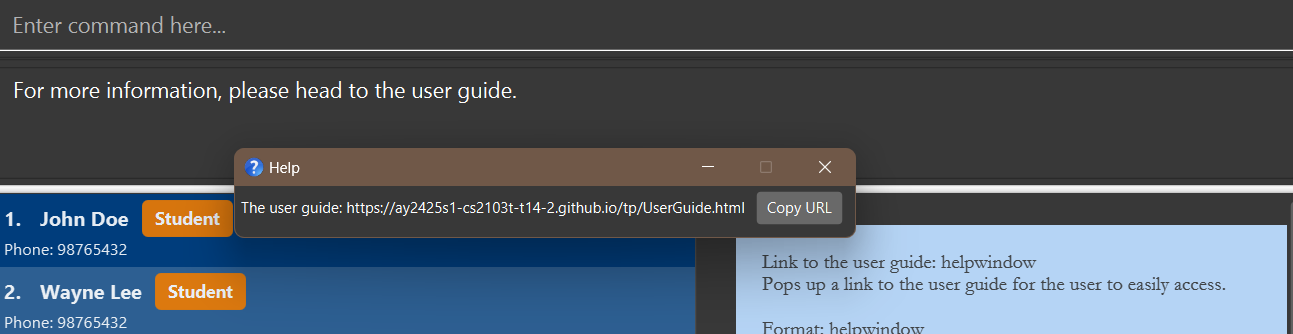 Enter command here...
For more information, please head to the user guide.
Help
The user guide: https://ay2425s1-cs2103t-t14-2.github.io/tp/UserGuide.html Copy URL
1. John Doe Student
Phone: 98765432
2. Wayne Lee Student
Phone: 98765432
Link to the user guide: helpwindow
Pops up a link to the user guide for the user to easily access.
Format: helpwindow